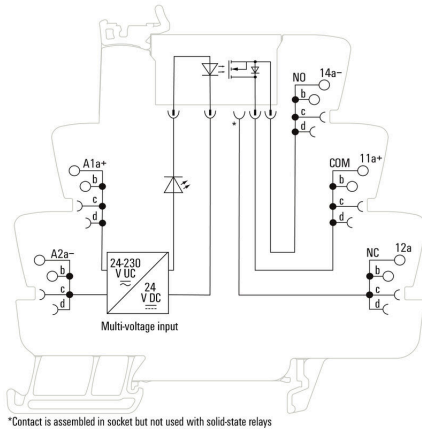 NO
14a−
b
c
d
*
A1a+
b
c
d
COM
11a+
b
c
d
A2a−
b
c
d
24-230
V UC
24
V DC
NC
12a
b
c
d
Multi-voltage input
*Contact is assembled in socket but not used with solid-state relays